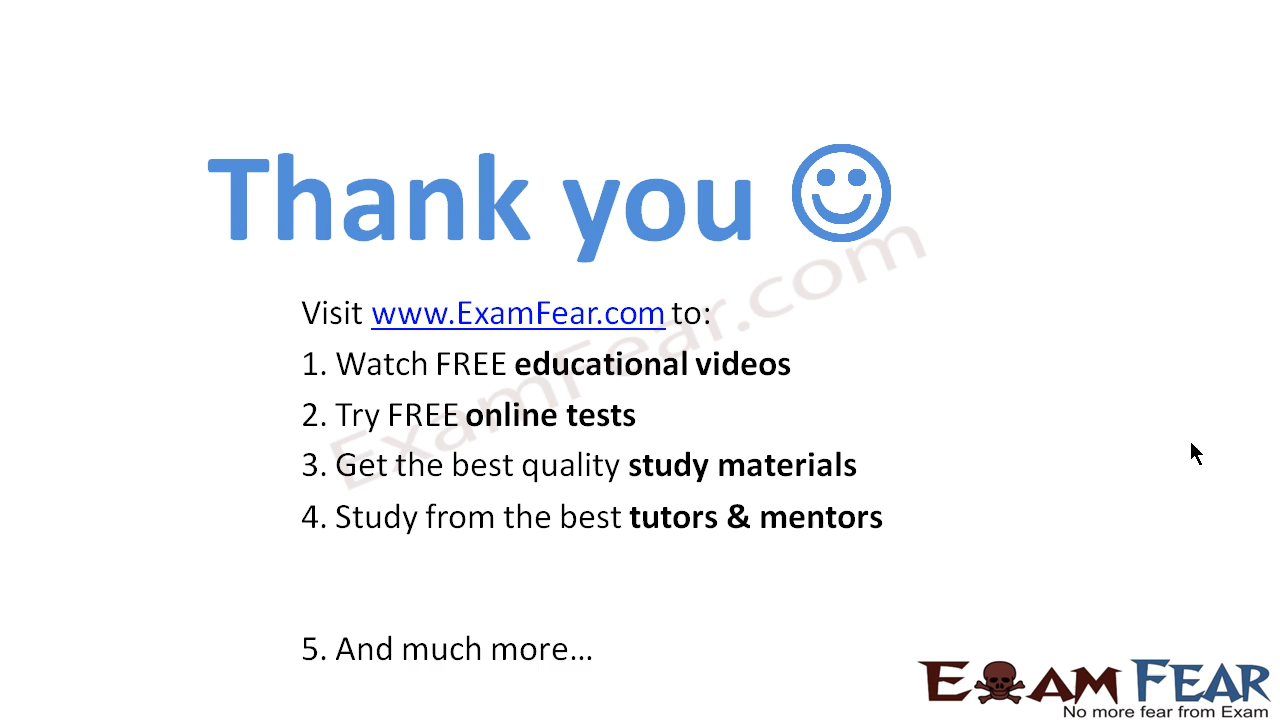 Thank you
Visit www.ExamFear.com to:
1. Watch FREE educational videos
2. Try FREE online tests
3. Get the best quality study materials
4. Study from the best tutors & mentors
5. And much more...
ExamFear.com
EXAM FEAR
No more fear from Exam